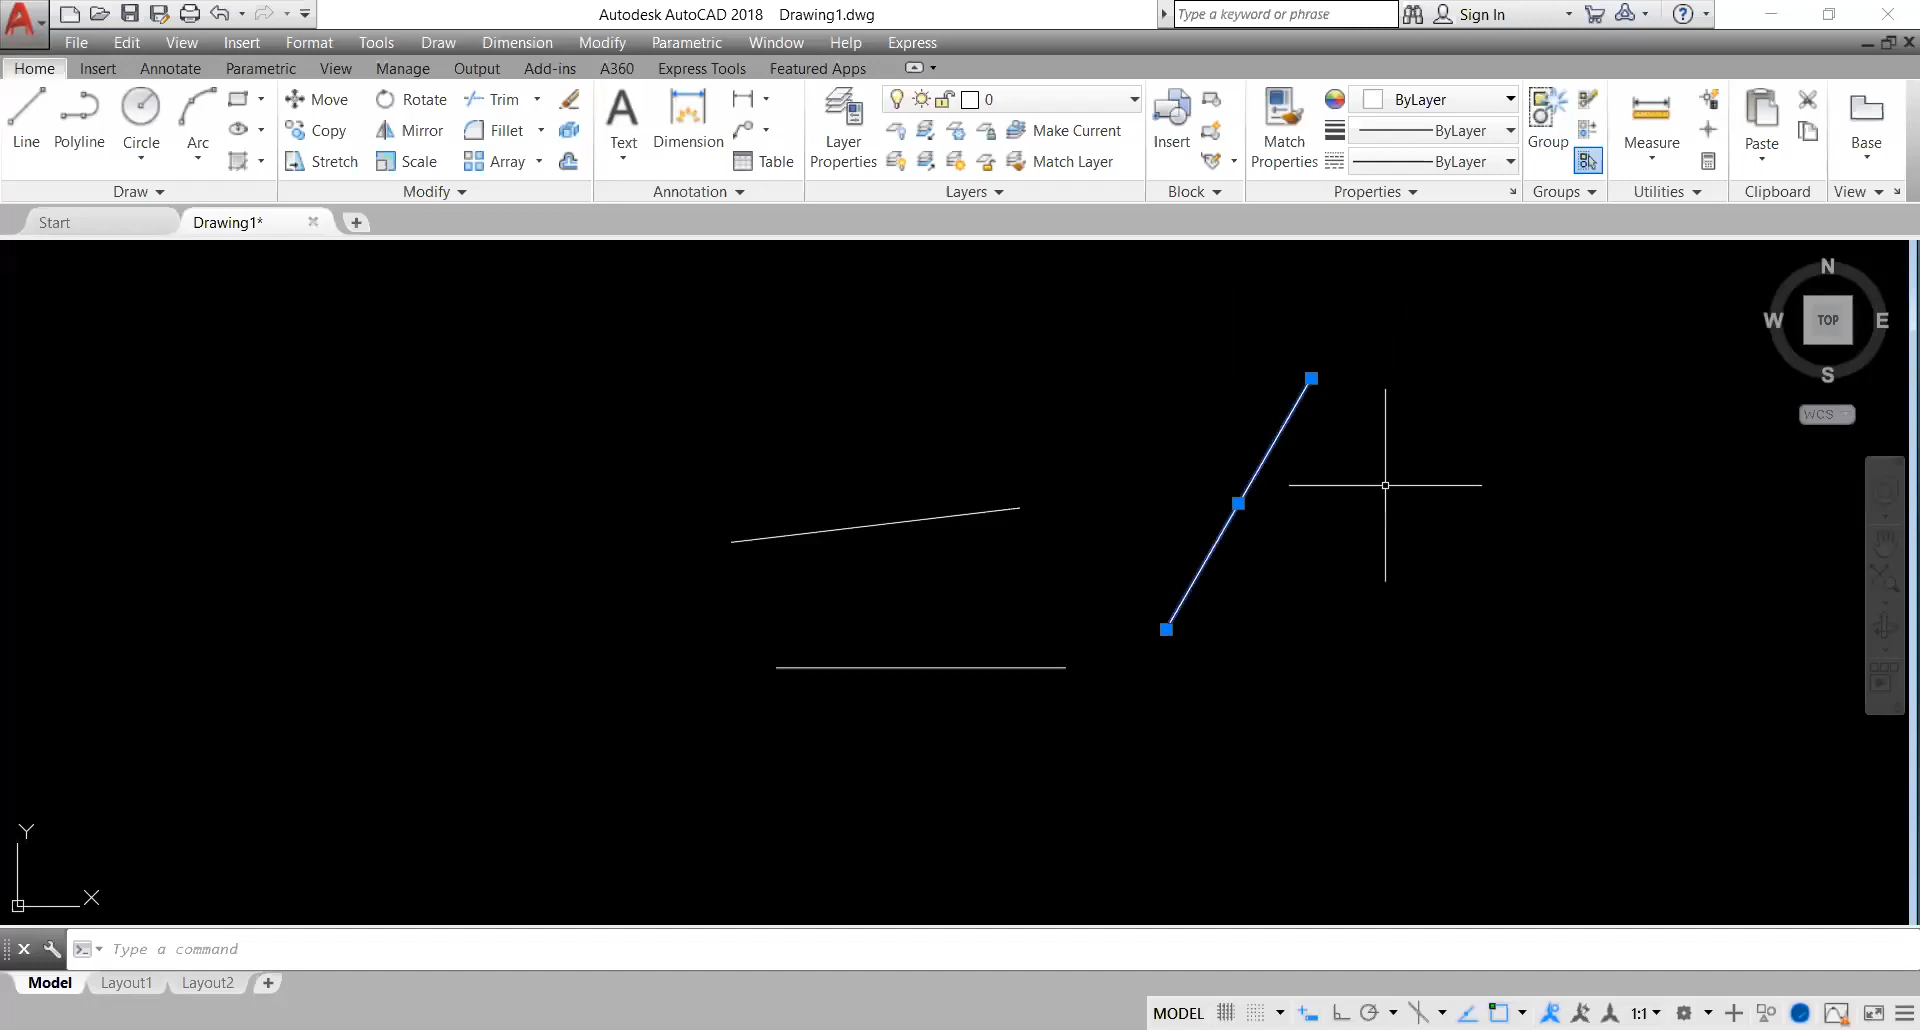 Autodesk AutoCAD 2018 Drawing1.dwg
Type a keyword or phrase
Sign In
File Edit View Insert Format Tools Draw Dimension Modify Parametric Window Help Express
Home Insert Annotate Parametric View Manage Output Add-ins A360 Express Tools Featured Apps
Move Rotate Trim 0 ByLayer
Copy Mirror Fillet Make Current ByLayer
Line Polyline Circle Arc Text Dimension Layer Properties Insert Match Properties Group Measure Paste Base
Stretch Scale Array Table Match Layer ByLayer
Draw Modify Annotation Layers Block Properties Groups Utilities Clipboard View
Start Drawing1*
N
W TOP E
S
WCS
Y
X
Type a command
Model Layout1 Layout2
MODEL 1:1